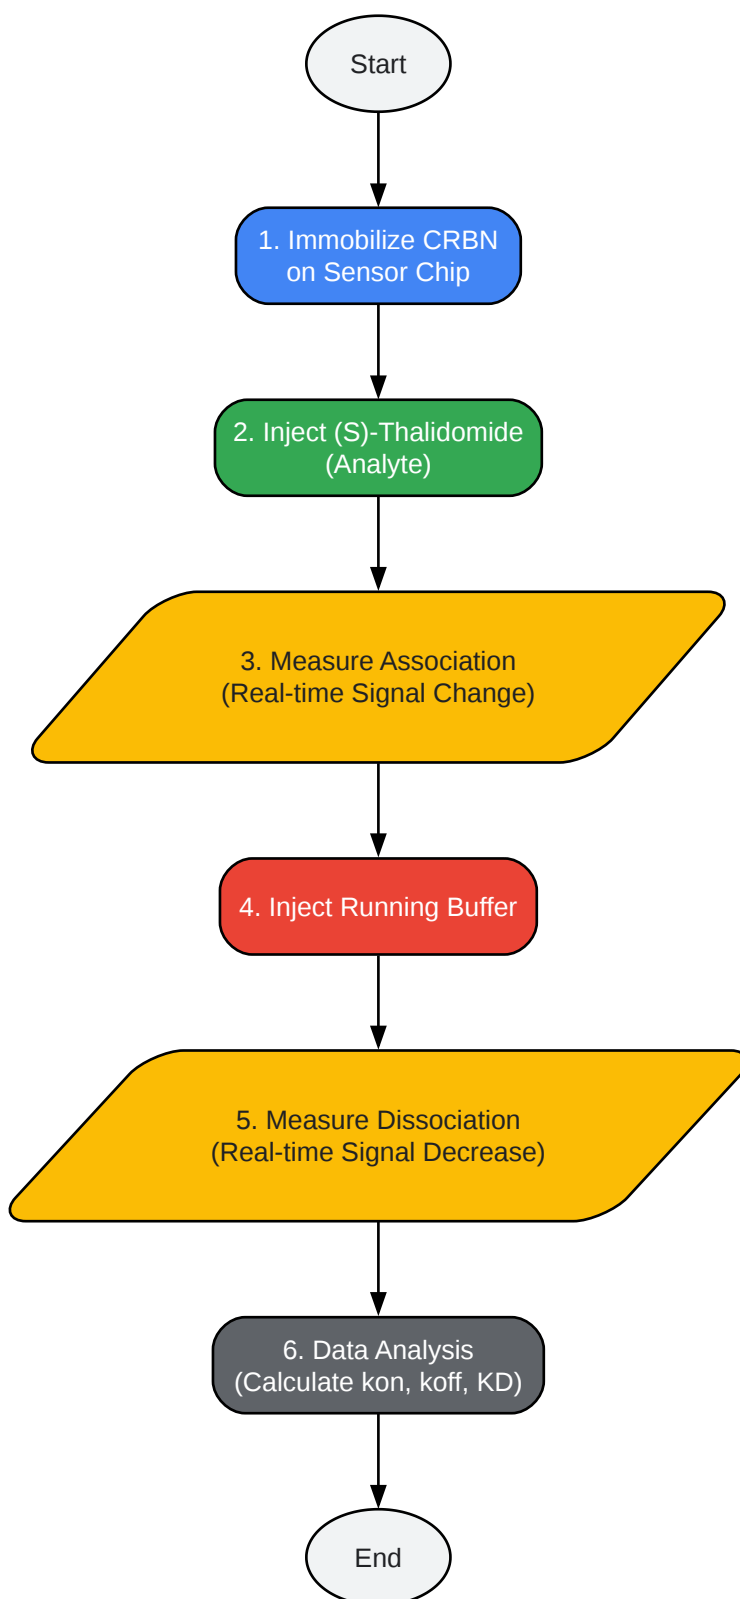 Start
1. Immobilize CRBN
on Sensor Chip
2. Inject (S)-Thalidomide
(Analyte)
3. Measure Association
(Real-time Signal Change)
4. Inject Running Buffer
5. Measure Dissociation
(Real-time Signal Decrease)
6. Data Analysis
(Calculate kon, koff, KD)
End